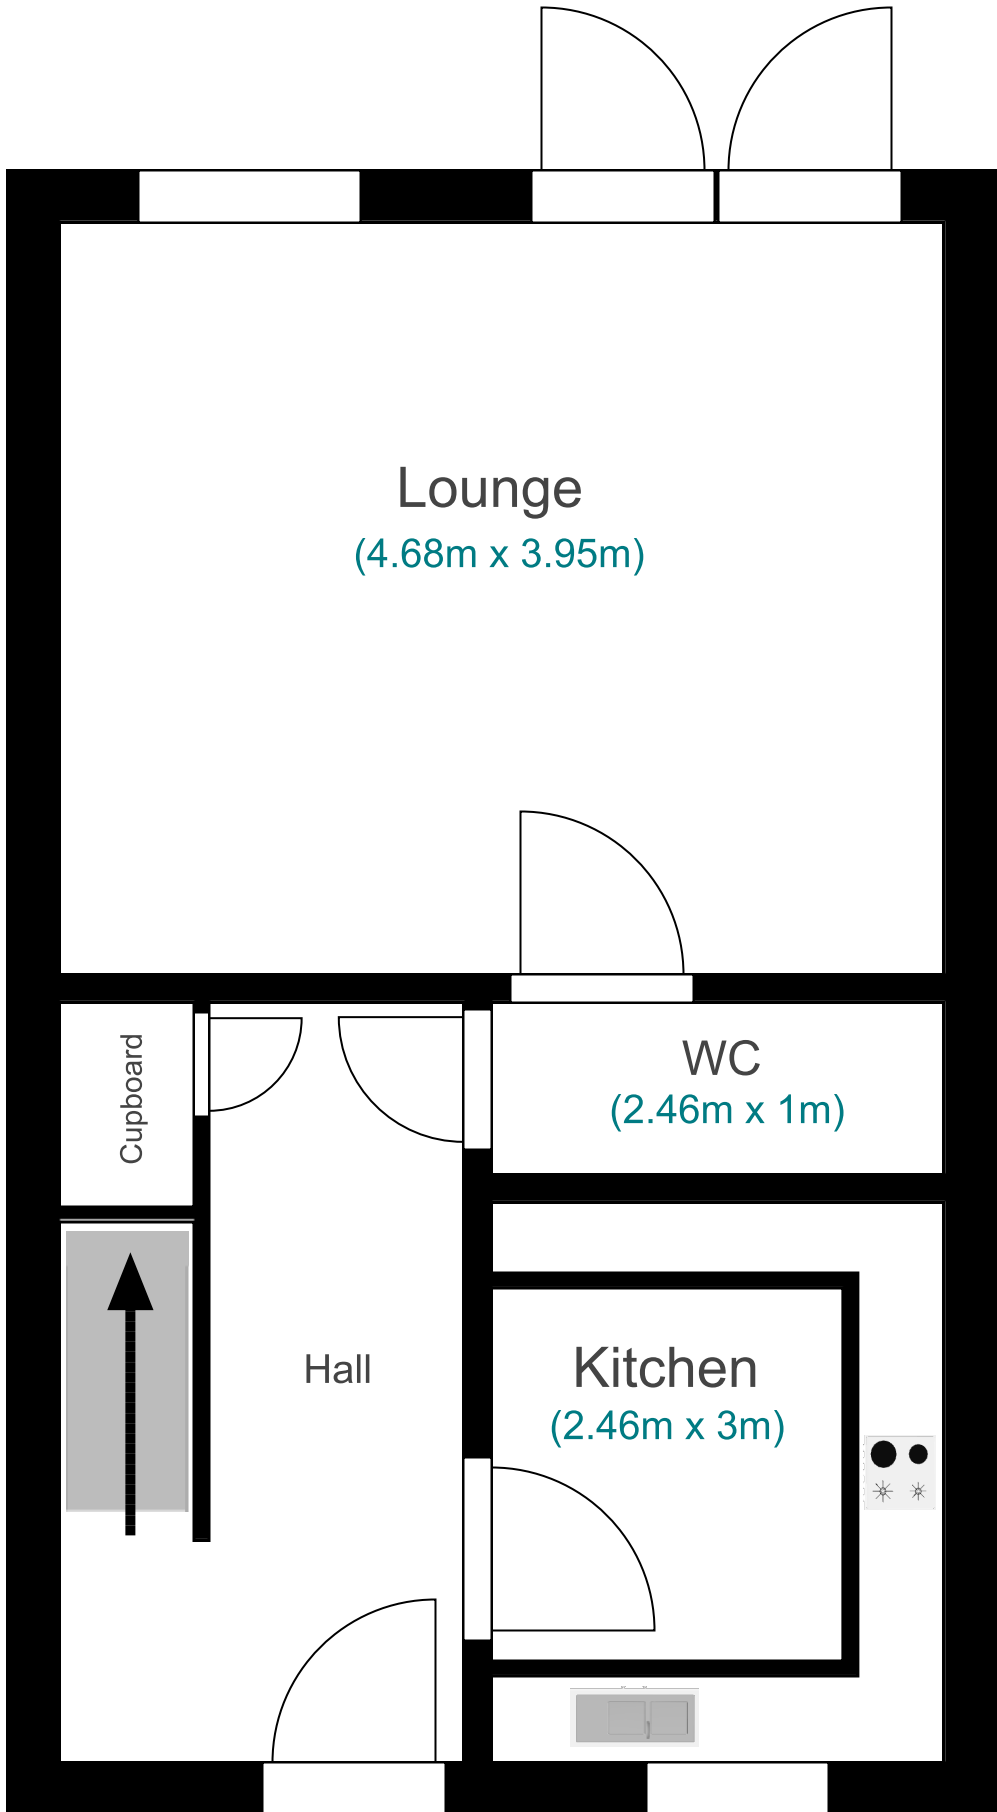 Lounge
(4.68m x 3.95m)
WC
(2.46m x 1m)
Cupboard
Hall
Kitchen
(2.46m x 3m)